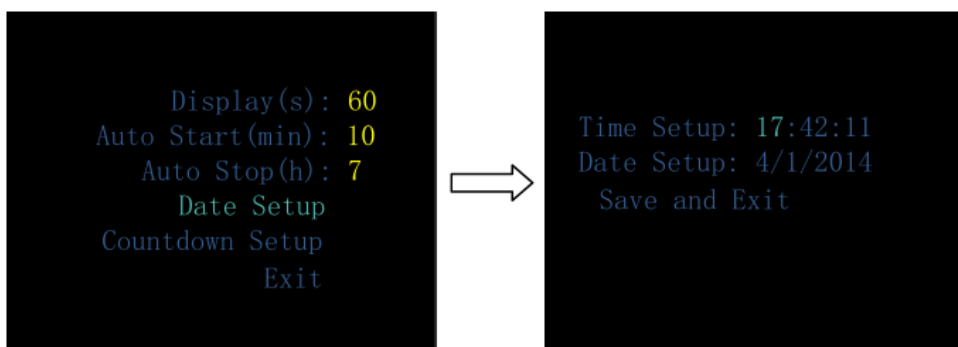 Display(s): 60
Auto Start(min): 10
Auto Stop(h): 7
Date Setup
Countdown Setup
Exit
Time Setup: 17:42:11
Date Setup: 4/1/2014
Save and Exit